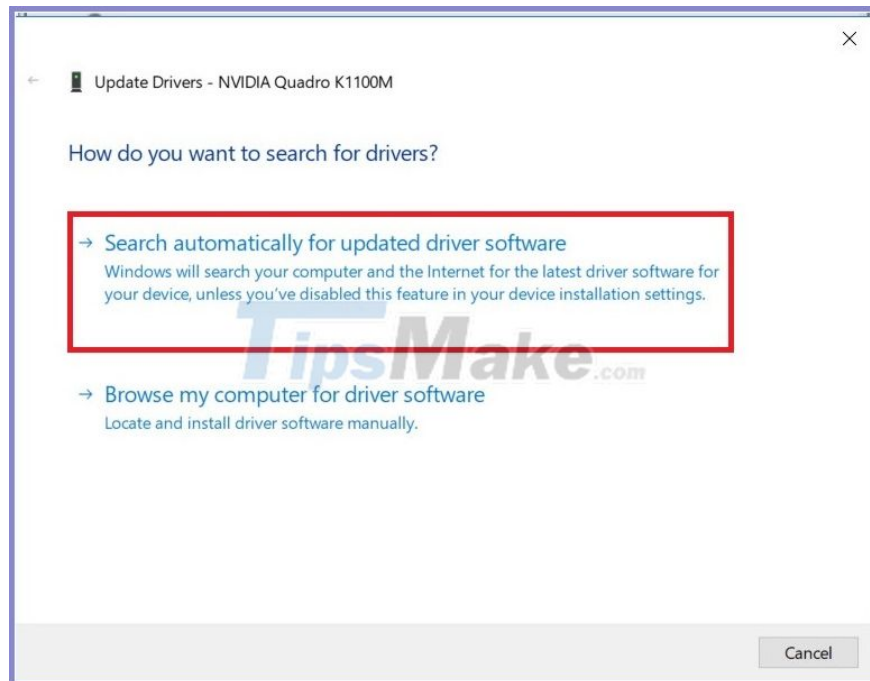 Update Drivers - NVIDIA Quadro K1100M
How do you want to search for drivers?
→ Search automatically for updated driver software
Windows will search your computer and the Internet for the latest driver software for
your device, unless you've disabled this feature in your device installation settings.
TipsMake.com
→ Browse my computer for driver software
Locate and install driver software manually.
Cancel